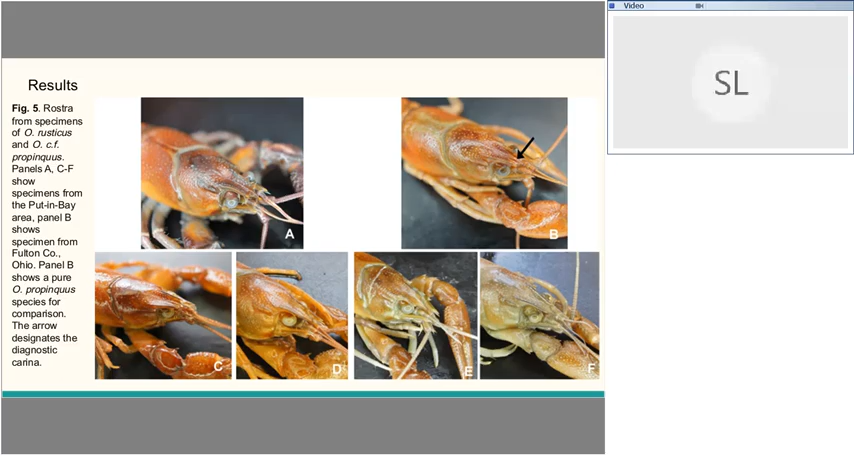 Video
SL
Results
Fig. 5. Rostra
from specimens
of O. rusticus
and O. c.f.
propinquus.
Panels A, C-F
show
specimens from
the Put-in-Bay
area, panel B
shows
specimen from
Fulton Co.,
Ohio. Panel B
shows a pure
O. propinquus
species for
comparison.
The arrow
designates the
diagnostic
carina.
A
B
C
D
E
F